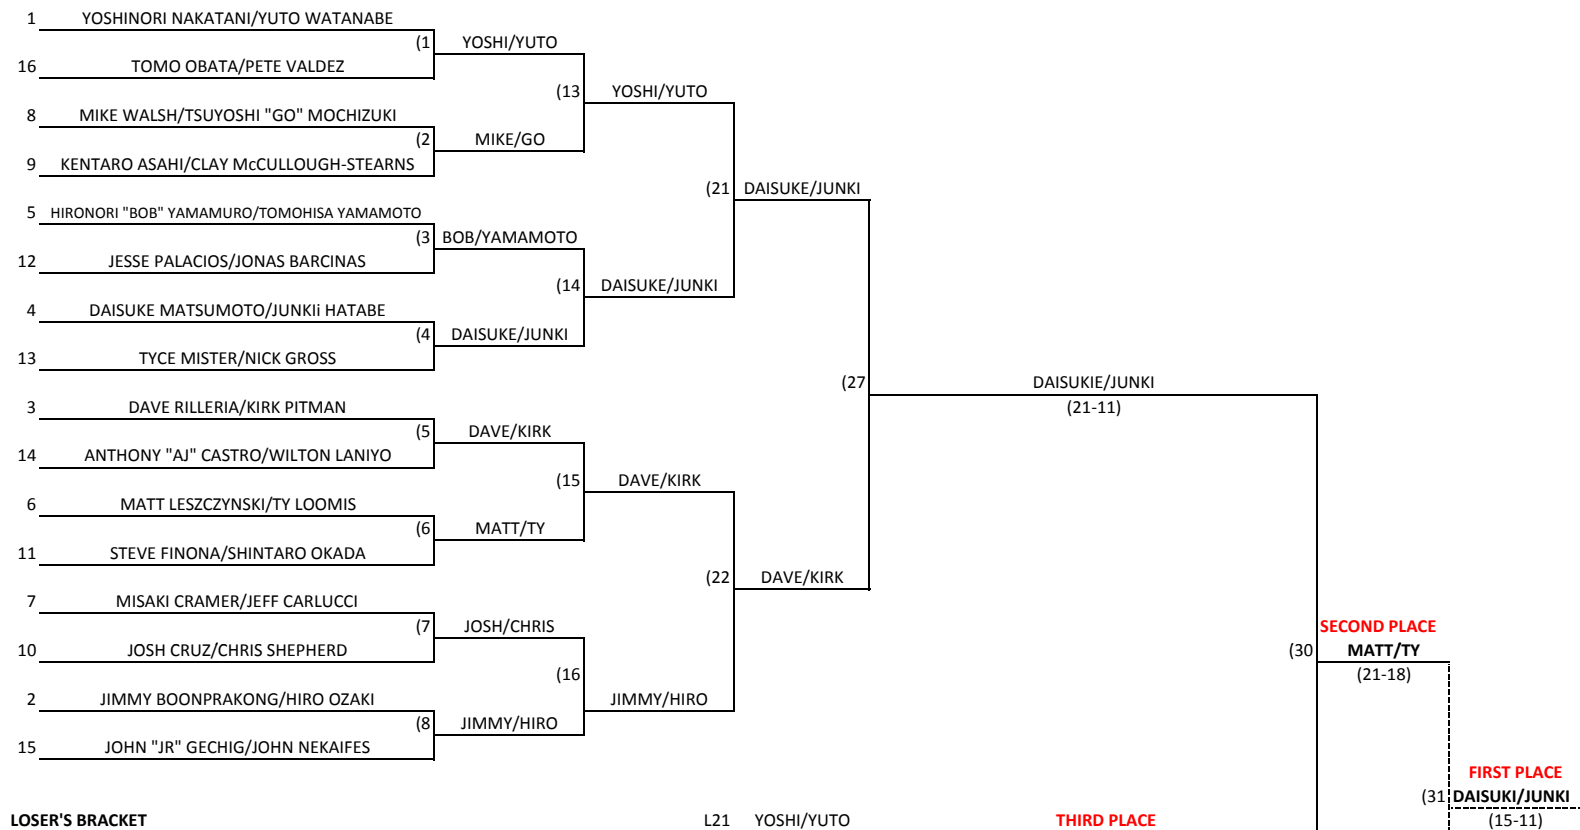 1 YOSHINORI NAKATANI/YUTO WATANABE
(1 YOSHI/YUTO
16 TOMO OBATA/PETE VALDEZ
(13 YOSHI/YUTO
8 MIKE WALSH/TSUYOSHI "GO" MOCHIZUKI
(2 MIKE/GO
9 KENTARO ASAHI/CLAY McCULLOUGH-STEARNS
(21 DAISUKE/JUNKI
5 HIRONORI "BOB" YAMAMURO/TOMOHISA YAMAMOTO
(3 BOB/YAMAMOTO
12 JESSE PALACIOS/JONAS BARCINAS
(14 DAISUKE/JUNKI
4 DAISUKE MATSUMOTO/JUNKIi HATABE
(4 DAISUKE/JUNKI
13 TYCE MISTER/NICK GROSS
(27 DAISUKIE/JUNKI
(21-11)
3 DAVE RILLERIA/KIRK PITMAN
(5 DAVE/KIRK
14 ANTHONY "AJ" CASTRO/WILTON LANIYO
(15 DAVE/KIRK
6 MATT LESZCZYNSKI/TY LOOMIS
(6 MATT/TY
11 STEVE FINONA/SHINTARO OKADA
(22 DAVE/KIRK
7 MISAKI CRAMER/JEFF CARLUCCI
(7 JOSH/CHRIS
SECOND PLACE
10 JOSH CRUZ/CHRIS SHEPHERD
(30 MATT/TY
(16 JIMMY/HIRO
(21-18)
2 JIMMY BOONPRAKONG/HIRO OZAKI
(8 JIMMY/HIRO
15 JOHN "JR" GECHIG/JOHN NEKAIFES
FIRST PLACE
(31 DAISUKI/JUNKI
(15-11)
LOSER'S BRACKET
L21 YOSHI/YUTO
THIRD PLACE